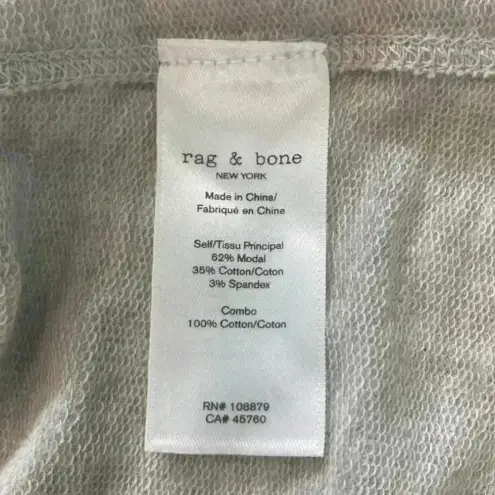 rag & bone
NEW YORK
Made in China/
Fabriqué en Chine
Self/Tissu Principal
62% Modal
35% Cotton/Coton
3% Spandex
Combo
100% Cotton/Coton
RN# 108879
CA# 45760